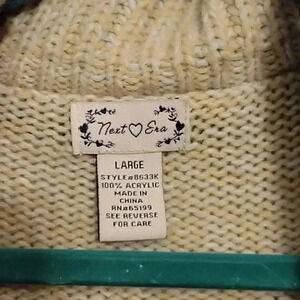 Next ♡ Era
LARGE
STYLE#8633K
100% ACRYLIC
MADE IN
CHINA
RN#65199
SEE REVERSE
FOR CARE